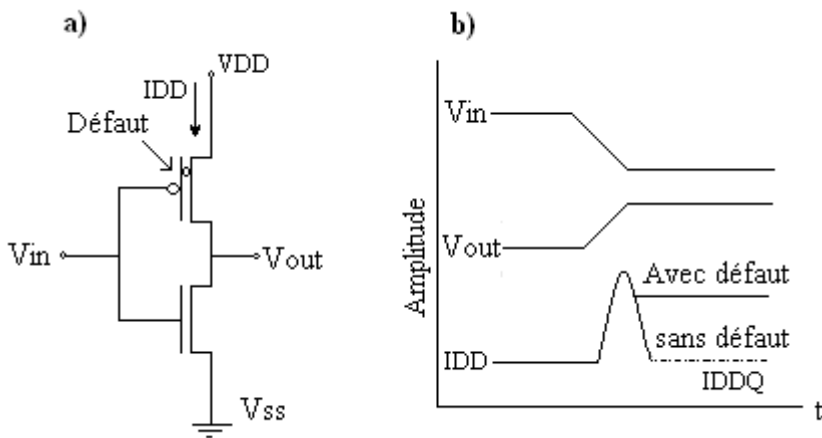 a)
VDD
IDD
Défaut
Vin
Vout
Vss
b)
Amplitude
Vin
Vout
Avec défaut
sans défaut
IDD
IDDQ
t